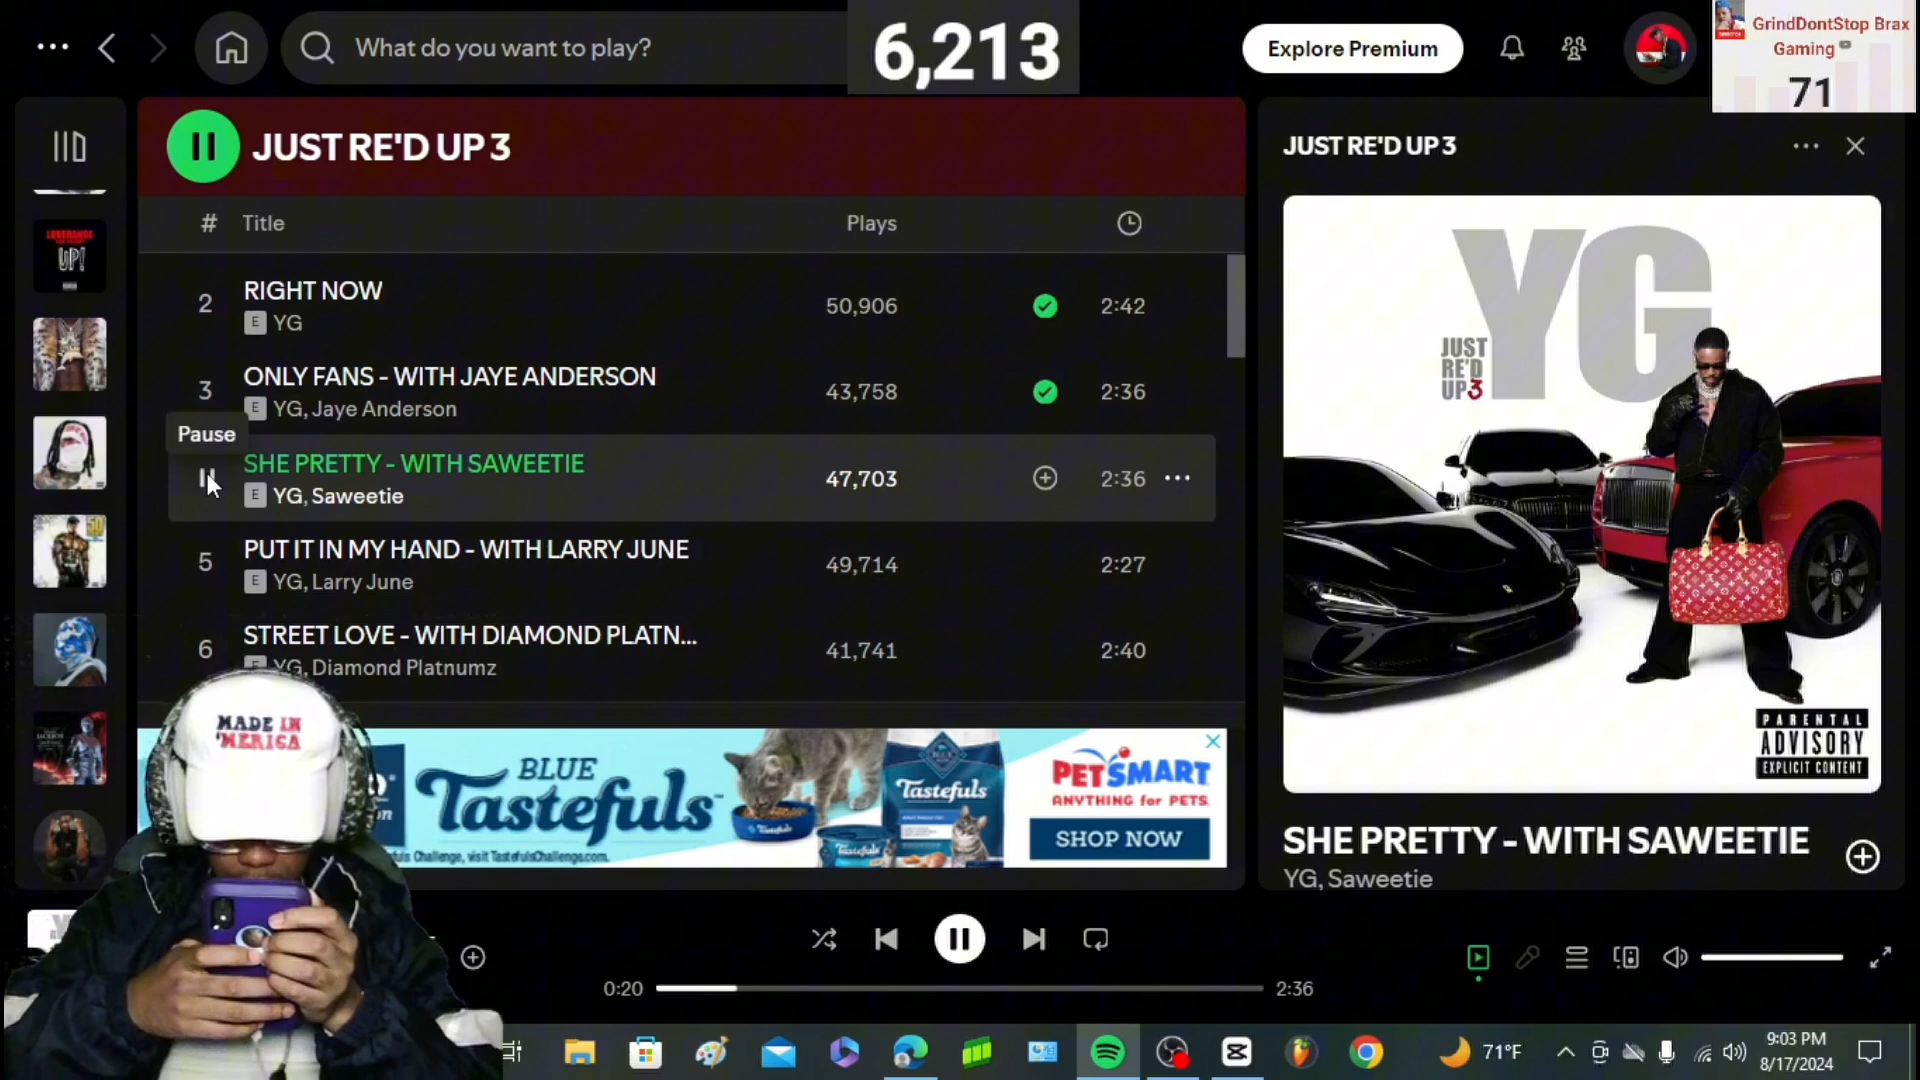 What do you want to play?
6,213
Explore Premium
GrindDontStop Brax
Gaming
71
JUST RE'D UP 3
# Title Plays
2 RIGHT NOW 50,906 2:42
E YG
3 ONLY FANS - WITH JAYE ANDERSON 43,758 2:36
E YG, Jaye Anderson
Pause
SHE PRETTY - WITH SAWEETIE 47,703 2:36
E YG, Saweetie
5 PUT IT IN MY HAND - WITH LARRY JUNE 49,714 2:27
E YG, Larry June
6 STREET LOVE - WITH DIAMOND PLATN... 41,741 2:40
E YG, Diamond Platnumz
LOVERANCE
UP!
MADE IN
'MERICA
BLUE
Tastefuls
Tastefuls
Challenge, visit TastefulsChallenge.com.
PETSMART
ANYTHING for PETS
SHOP NOW
JUST RE'D UP 3
YG
JUST
RE'D
UP3
PARENTAL
ADVISORY
EXPLICIT CONTENT
SHE PRETTY - WITH SAWEETIE
YG, Saweetie
0:20 2:36
71°F
9:03 PM
8/17/2024